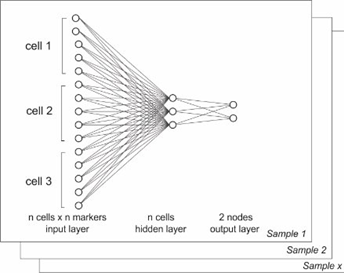 cell 1
cell 2
cell 3
n cells x n markers
input layer
n cells
hidden layer
2 nodes
output layer
Sample 1
Sample 2
Sample x